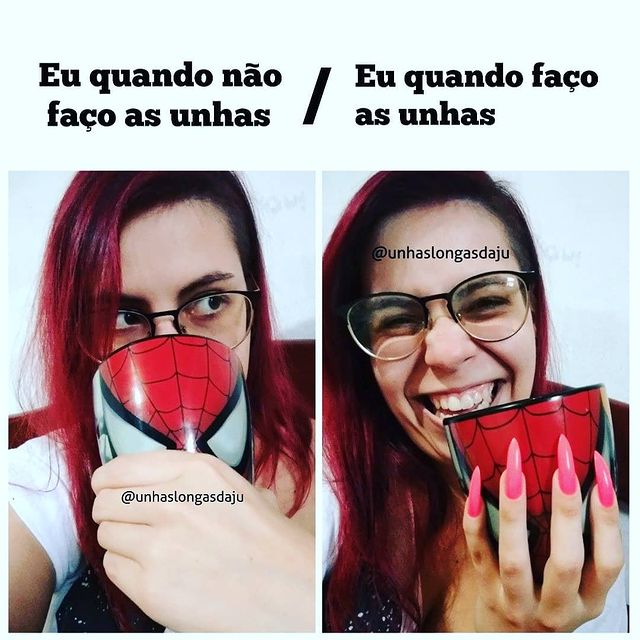 Eu quando não
faço as unhas
/
Eu quando faço
as unhas
@unhaslongasdaju
@unhaslongasdaju